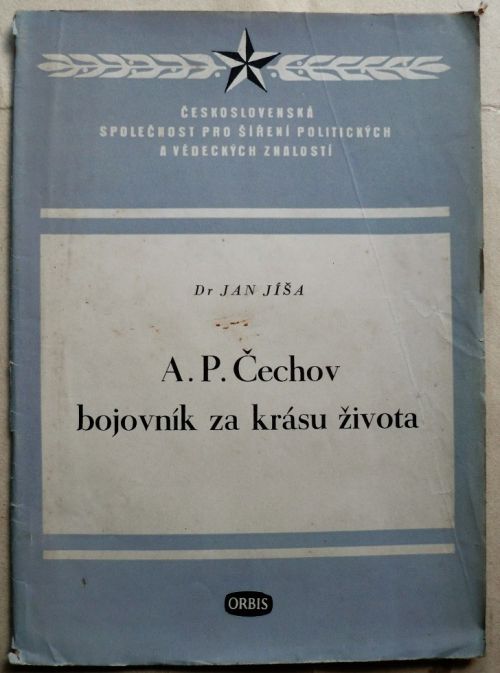 ČESKOSLOVENSKÁ
SPOLEČNOST PRO ŠÍŘENÍ POLITICKÝCH
A VĚDECKÝCH ZNALOSTÍ
Dr JAN JÍŠA
A. P. Čechov
bojovník za krásu života
ORBIS